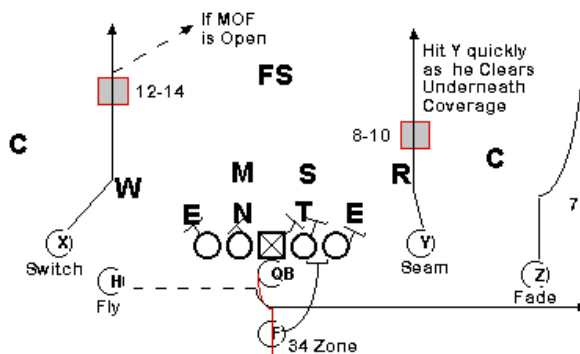 If MOF
is Open
12-14
FS
Hit Y quickly
as he Clears
Underneath
Coverage
8-10
C
C
W
M
S
R
7
E
N
T
E
X
Switch
Y
Seam
Z
Fade
H
Fly
QB
F
34 Zone